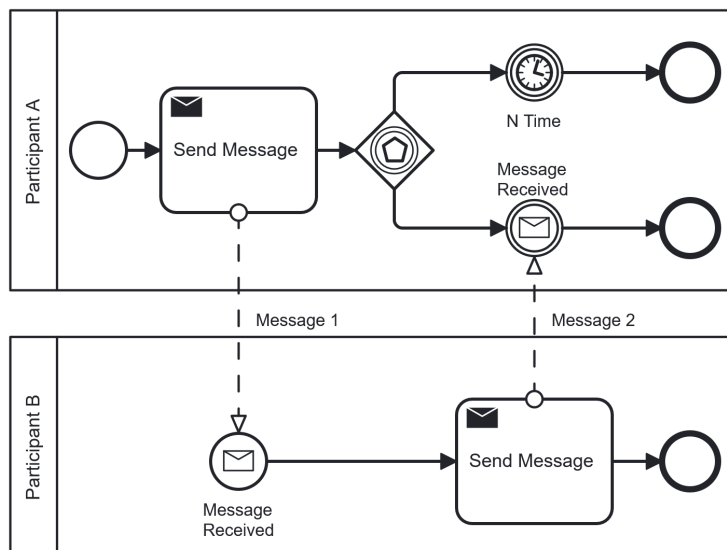 Participant A
Send Message
N Time
Message
Received
Message 1
Message 2
Participant B
Message
Received
Send Message